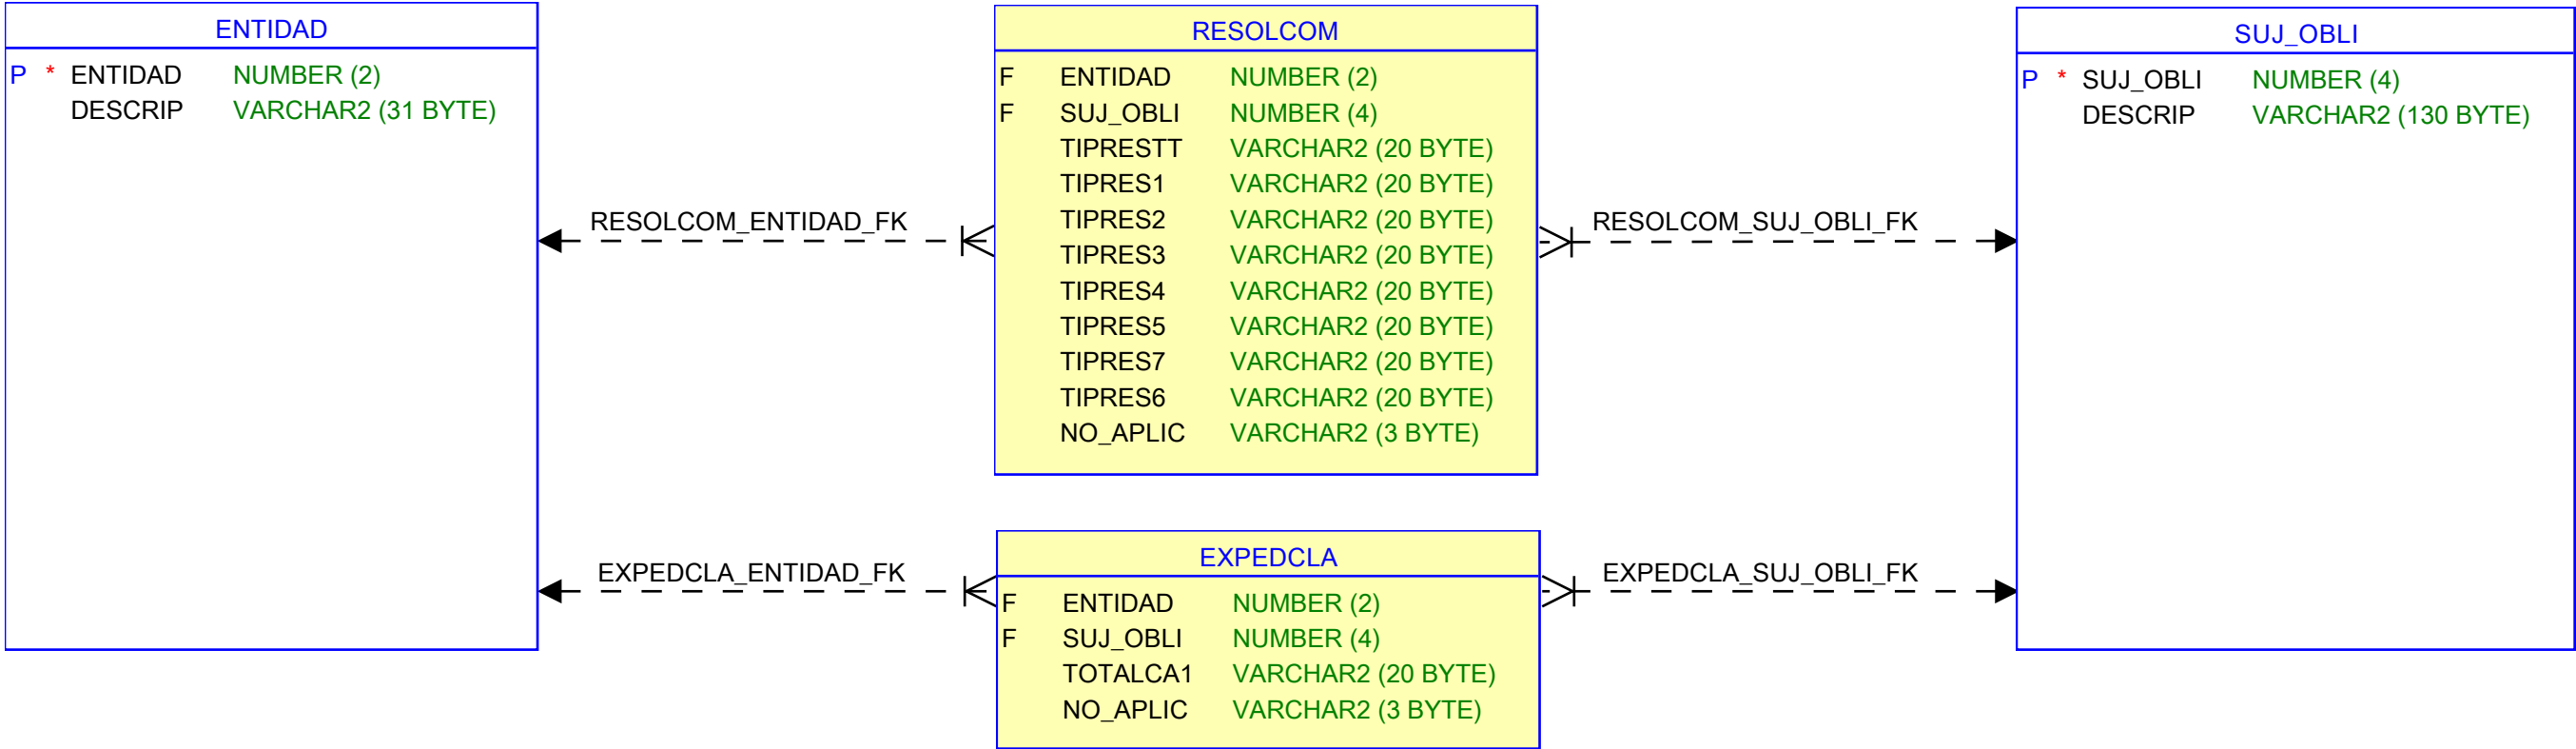 ENTIDAD
P * ENTIDAD NUMBER (2)
DESCRIP VARCHAR2 (31 BYTE)
RESOLCOM_ENTIDAD_FK
EXPEDCLA_ENTIDAD_FK
RESOLCOM
F ENTIDAD NUMBER (2)
F SUJ_OBLI NUMBER (4)
TIPRESTT VARCHAR2 (20 BYTE)
TIPRES1 VARCHAR2 (20 BYTE)
TIPRES2 VARCHAR2 (20 BYTE)
TIPRES3 VARCHAR2 (20 BYTE)
TIPRES4 VARCHAR2 (20 BYTE)
TIPRES5 VARCHAR2 (20 BYTE)
TIPRES7 VARCHAR2 (20 BYTE)
TIPRES6 VARCHAR2 (20 BYTE)
NO_APLIC VARCHAR2 (3 BYTE)
EXPEDCLA
F ENTIDAD NUMBER (2)
F SUJ_OBLI NUMBER (4)
TOTALCA1 VARCHAR2 (20 BYTE)
NO_APLIC VARCHAR2 (3 BYTE)
RESOLCOM_SUJ_OBLI_FK
EXPEDCLA_SUJ_OBLI_FK
SUJ_OBLI
P * SUJ_OBLI NUMBER (4)
DESCRIP VARCHAR2 (130 BYTE)